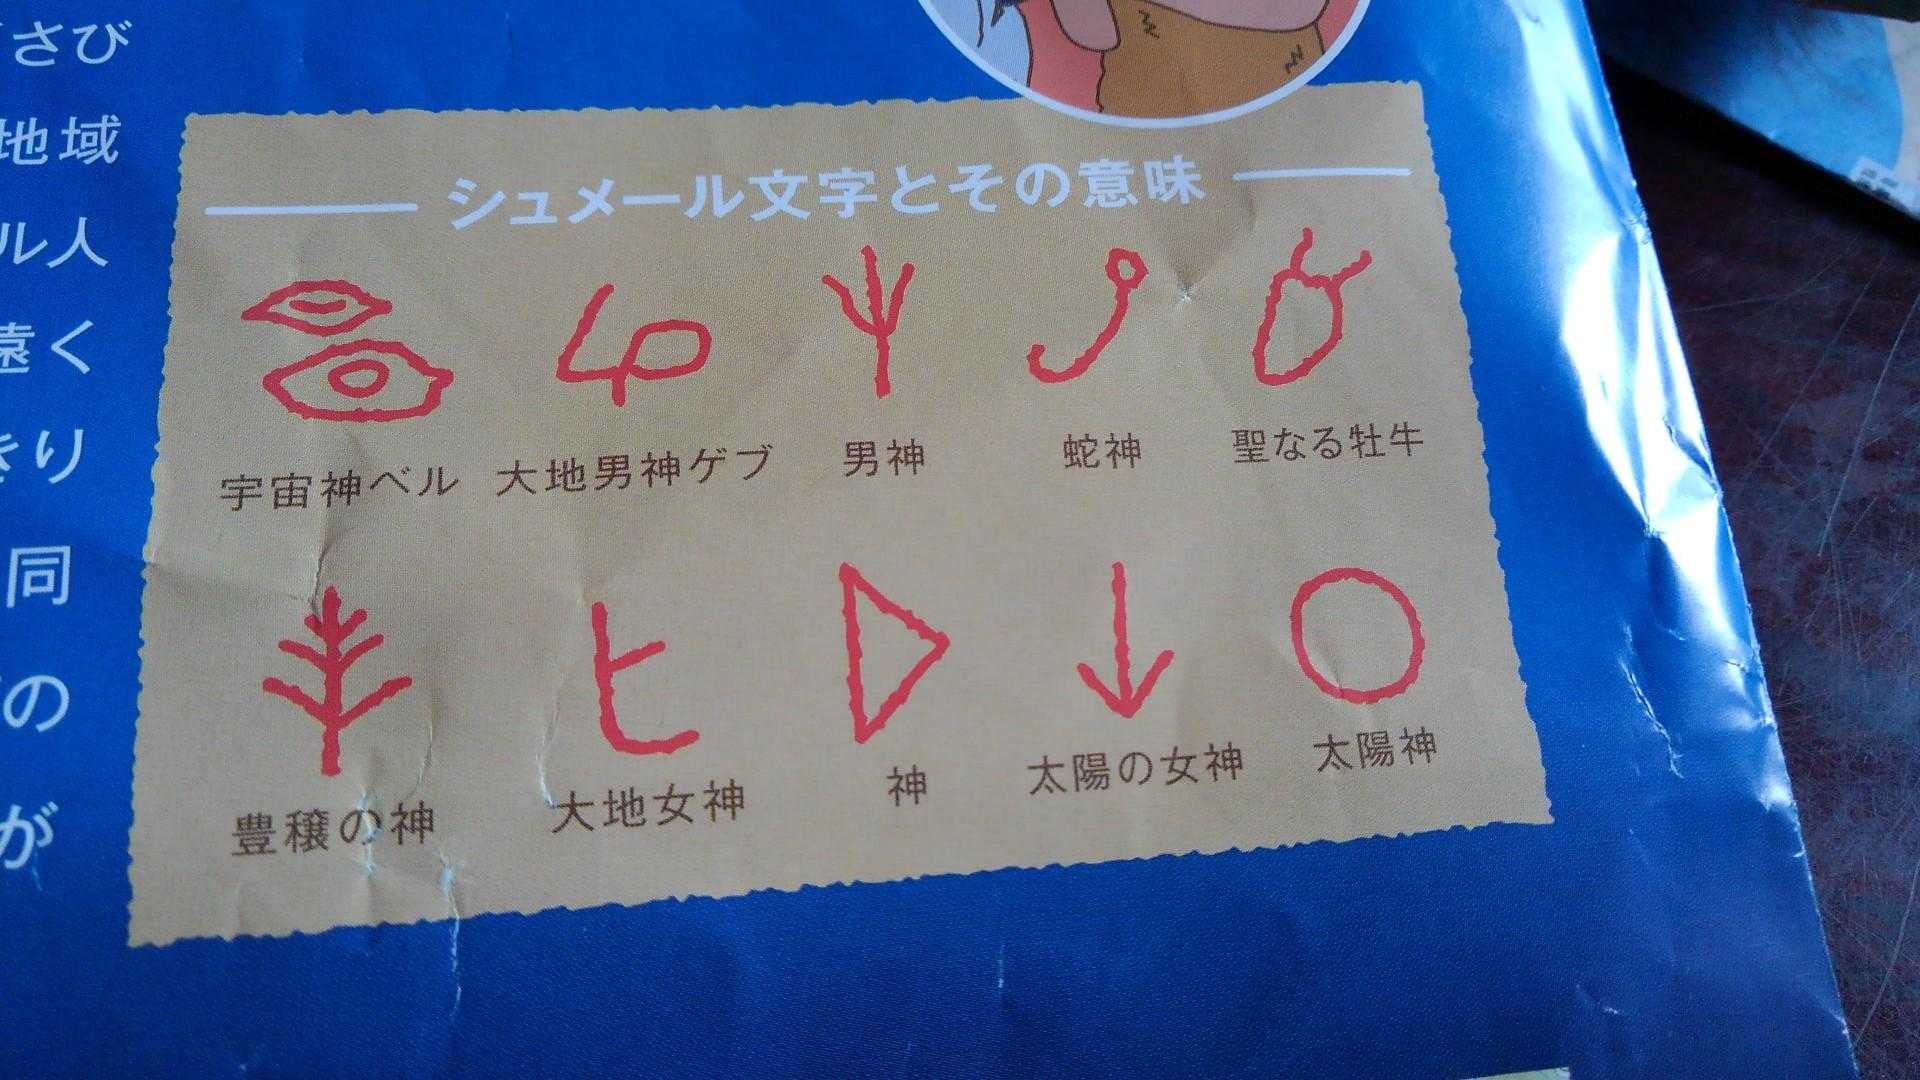 さび
地域
ル人
遠く
きり
同
の
が
シュメール文字とその意味
宇宙神ベル 大地男神ゲブ 男神 蛇神 聖なる牡牛
豊穣の神 大地女神 神 太陽の女神 太陽神